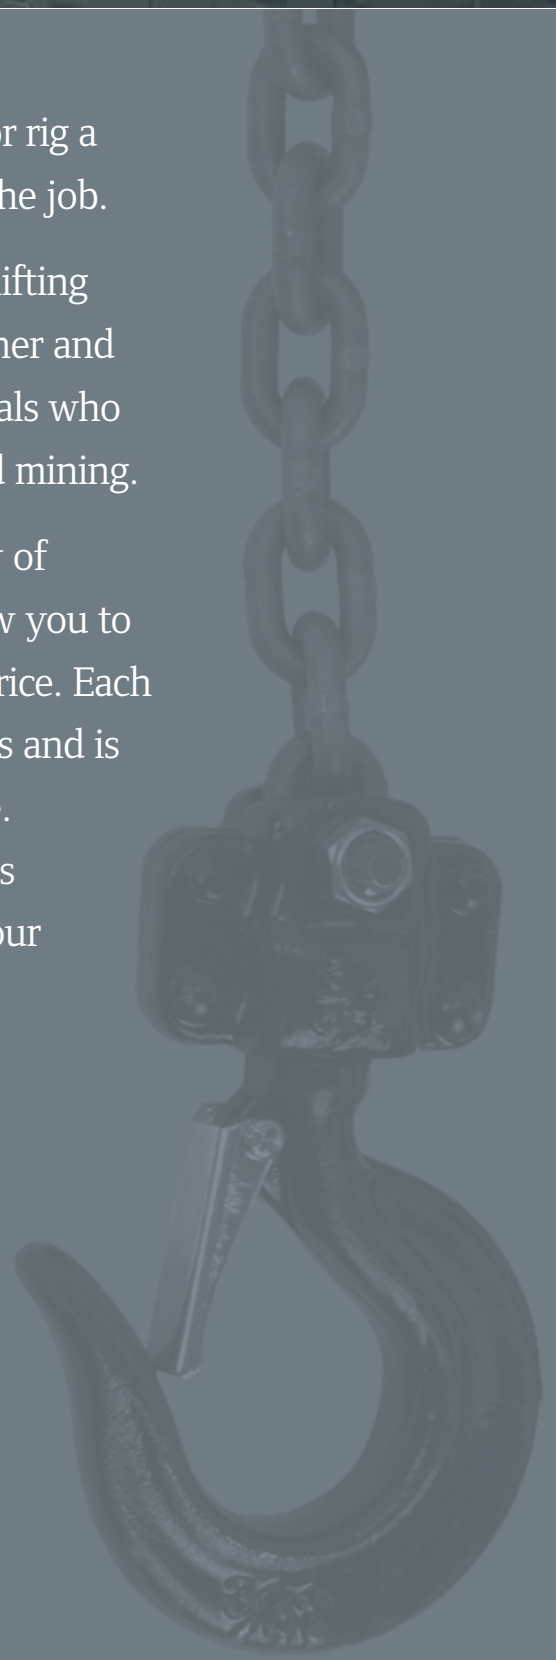 or rig a
he job.
ifting
her and
als who
d mining.
of
w you to
rice. Each
s and is
.
s
our